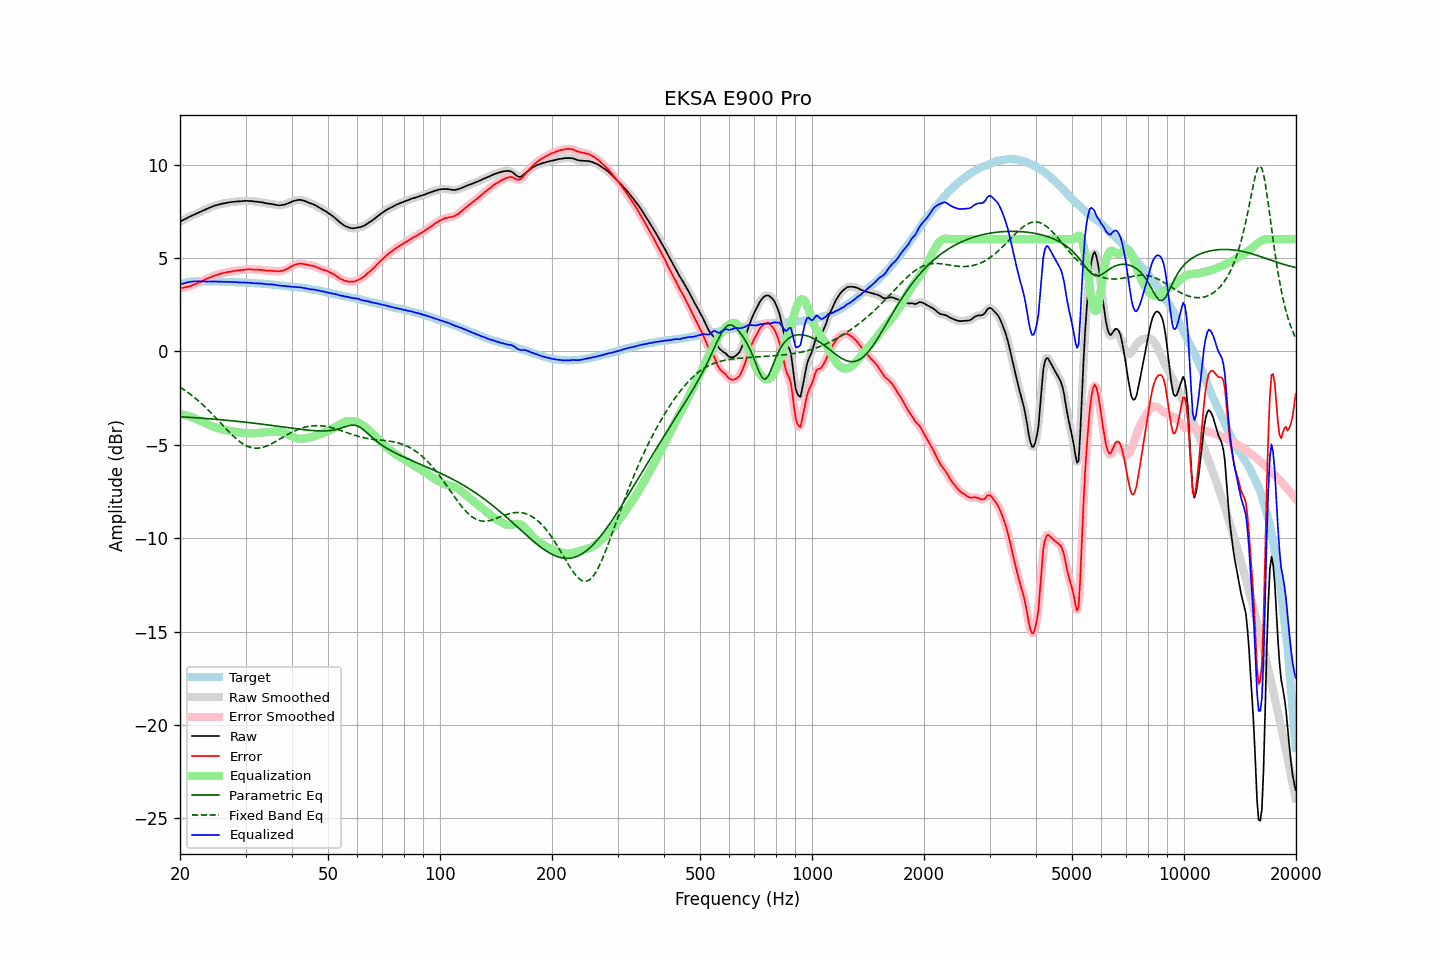 EKSA E900 Pro
Amplitude (dBr)
10
5
0
−5
−10
−15
−20
−25
Target
Raw Smoothed
Error Smoothed
Raw
Error
Equalization
Parametric Eq
Fixed Band Eq
Equalized
20 50 100 200 500 1000 2000 5000 10000 20000
Frequency (Hz)